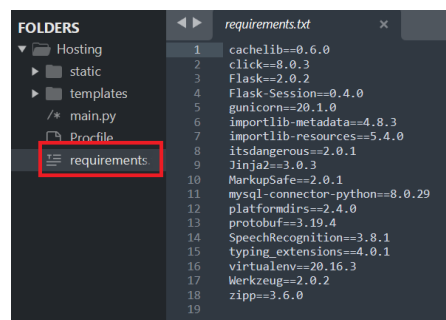 FOLDERS
Hosting
static
templates
/* main.py
Procfile
requirements.
requirements.txt ×
1 cachelib==0.6.0
2 click==8.0.3
3 Flask==2.0.2
4 Flask-Session==0.4.0
5 gunicorn==20.1.0
6 importlib-metadata==4.8.3
7 importlib-resources==5.4.0
8 itsdangerous==2.0.1
9 Jinja2==3.0.3
10 MarkupSafe==2.0.1
11 mysql-connector-python==8.0.29
12 platformdirs==2.4.0
13 protobuf==3.19.4
14 SpeechRecognition==3.8.1
15 typing_extensions==4.0.1
16 virtualenv==20.16.3
17 Werkzeug==2.0.2
18 zipp==3.6.0
19